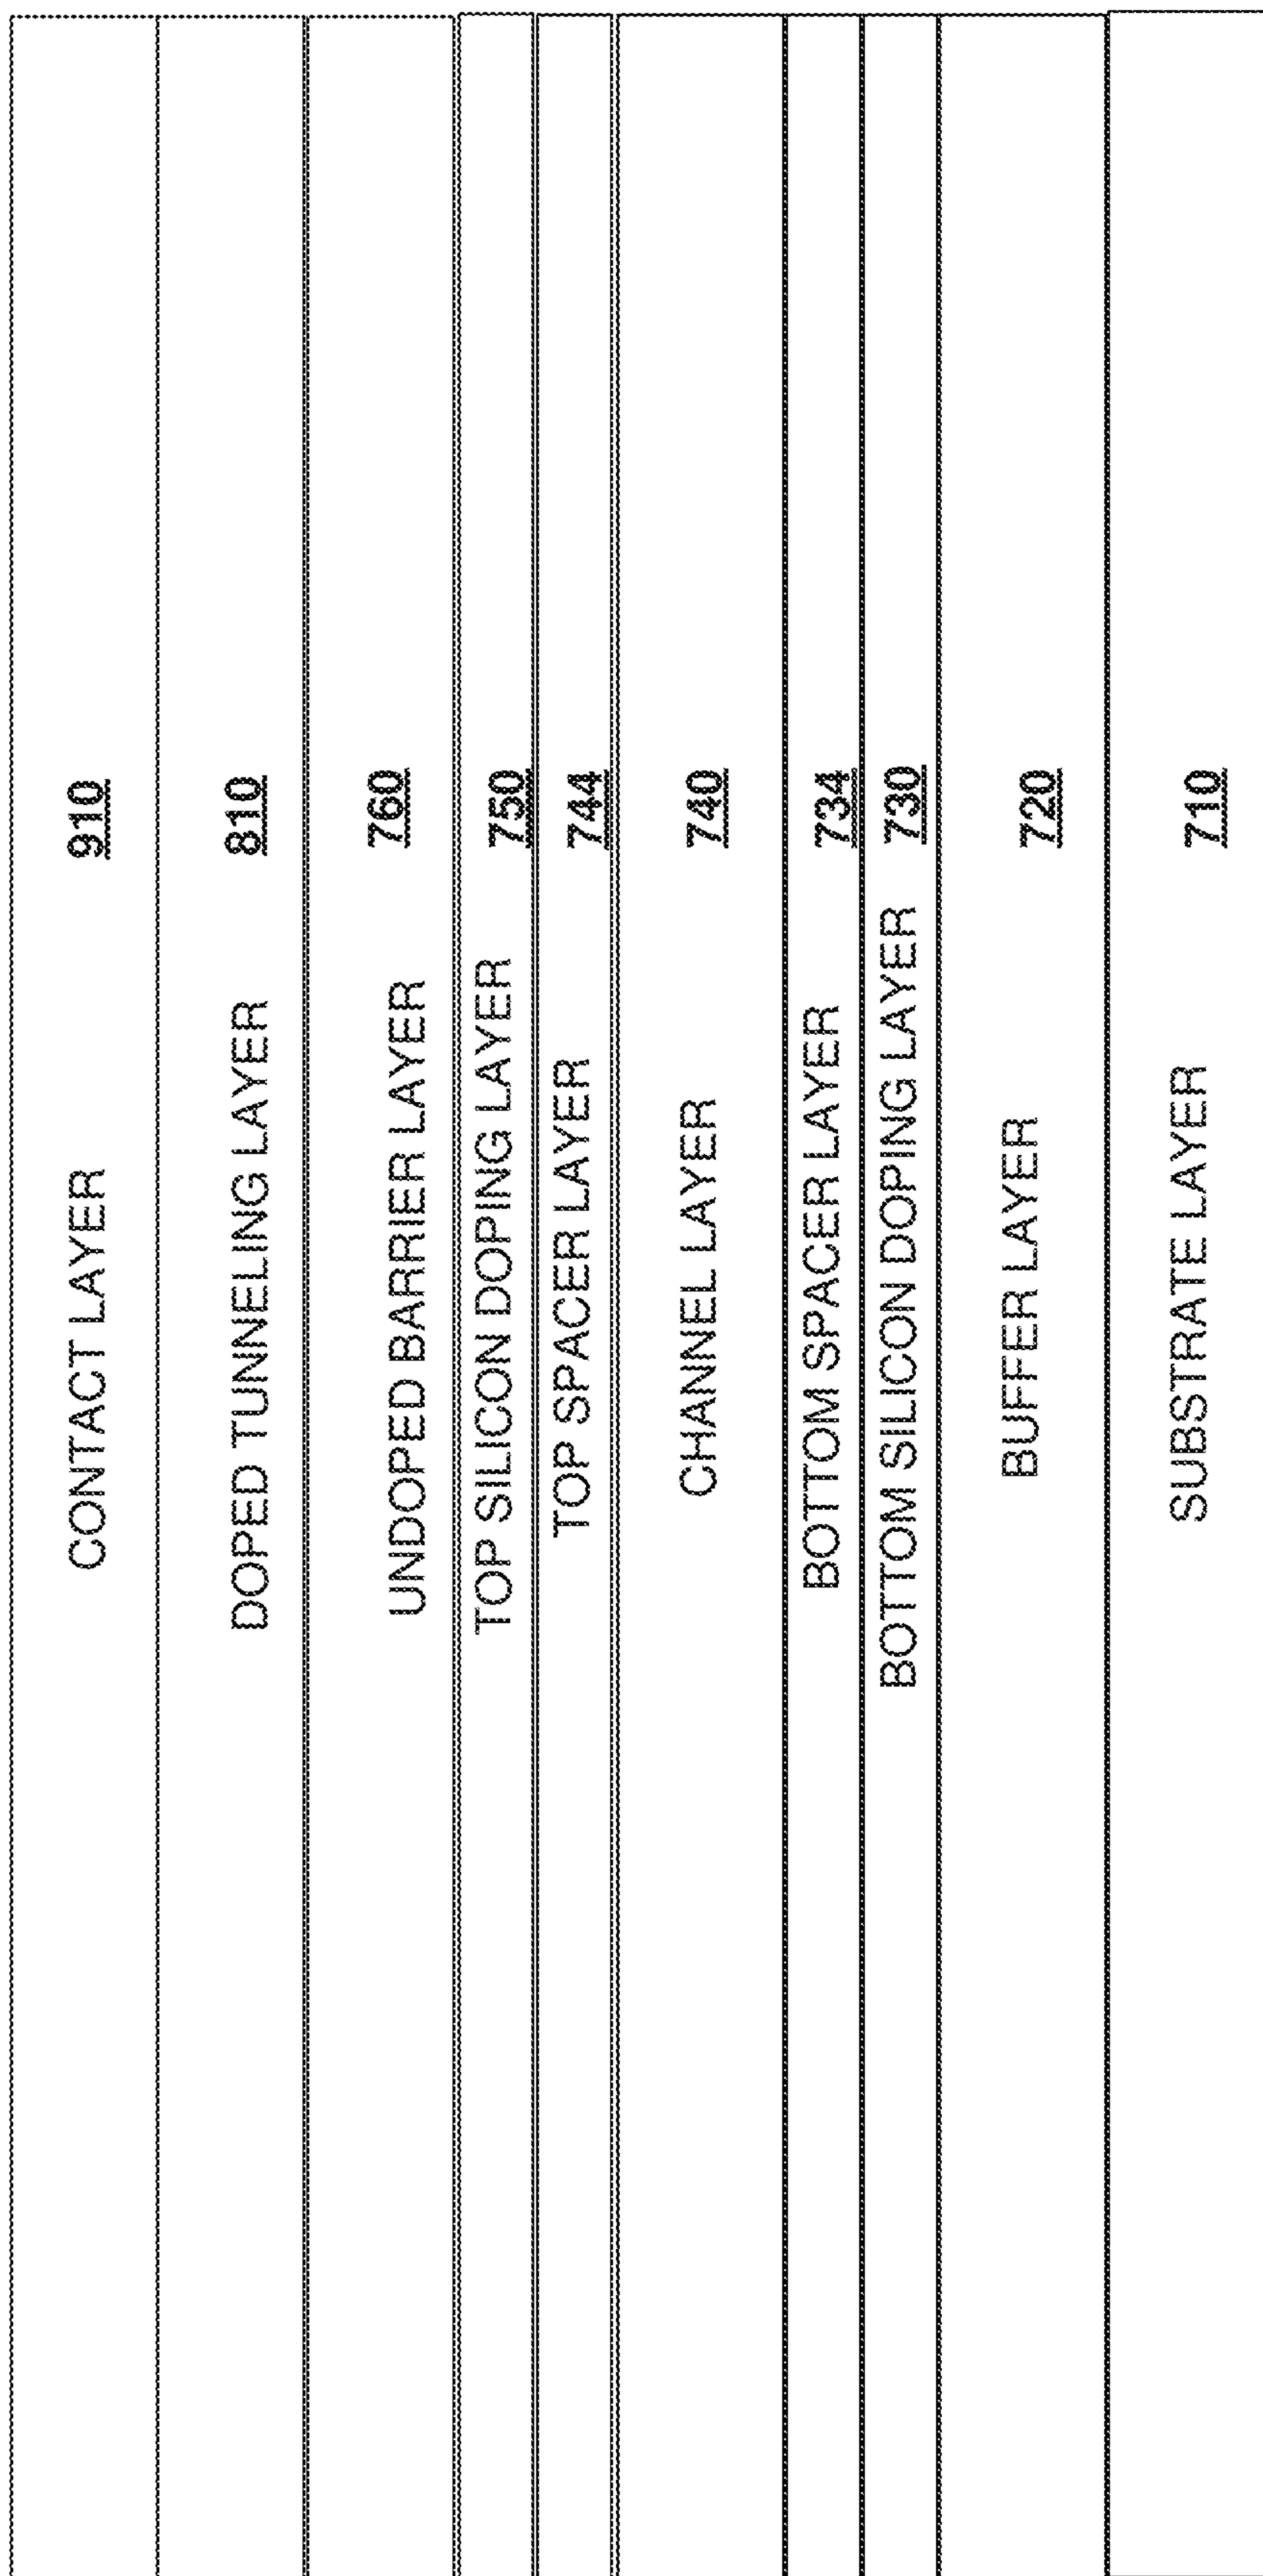 CONTACT LAYER 910
DOPED TUNNELING LAYER 810
UNDOPED BARRIER LAYER 760
TOP SILICON DOPING LAYER 750
TOP SPACER LAYER 744
CHANNEL LAYER 740
BOTTOM SPACER LAYER 734
BOTTOM SILICON DOPING LAYER 730
BUFFER LAYER 720
SUBSTRATE LAYER 710